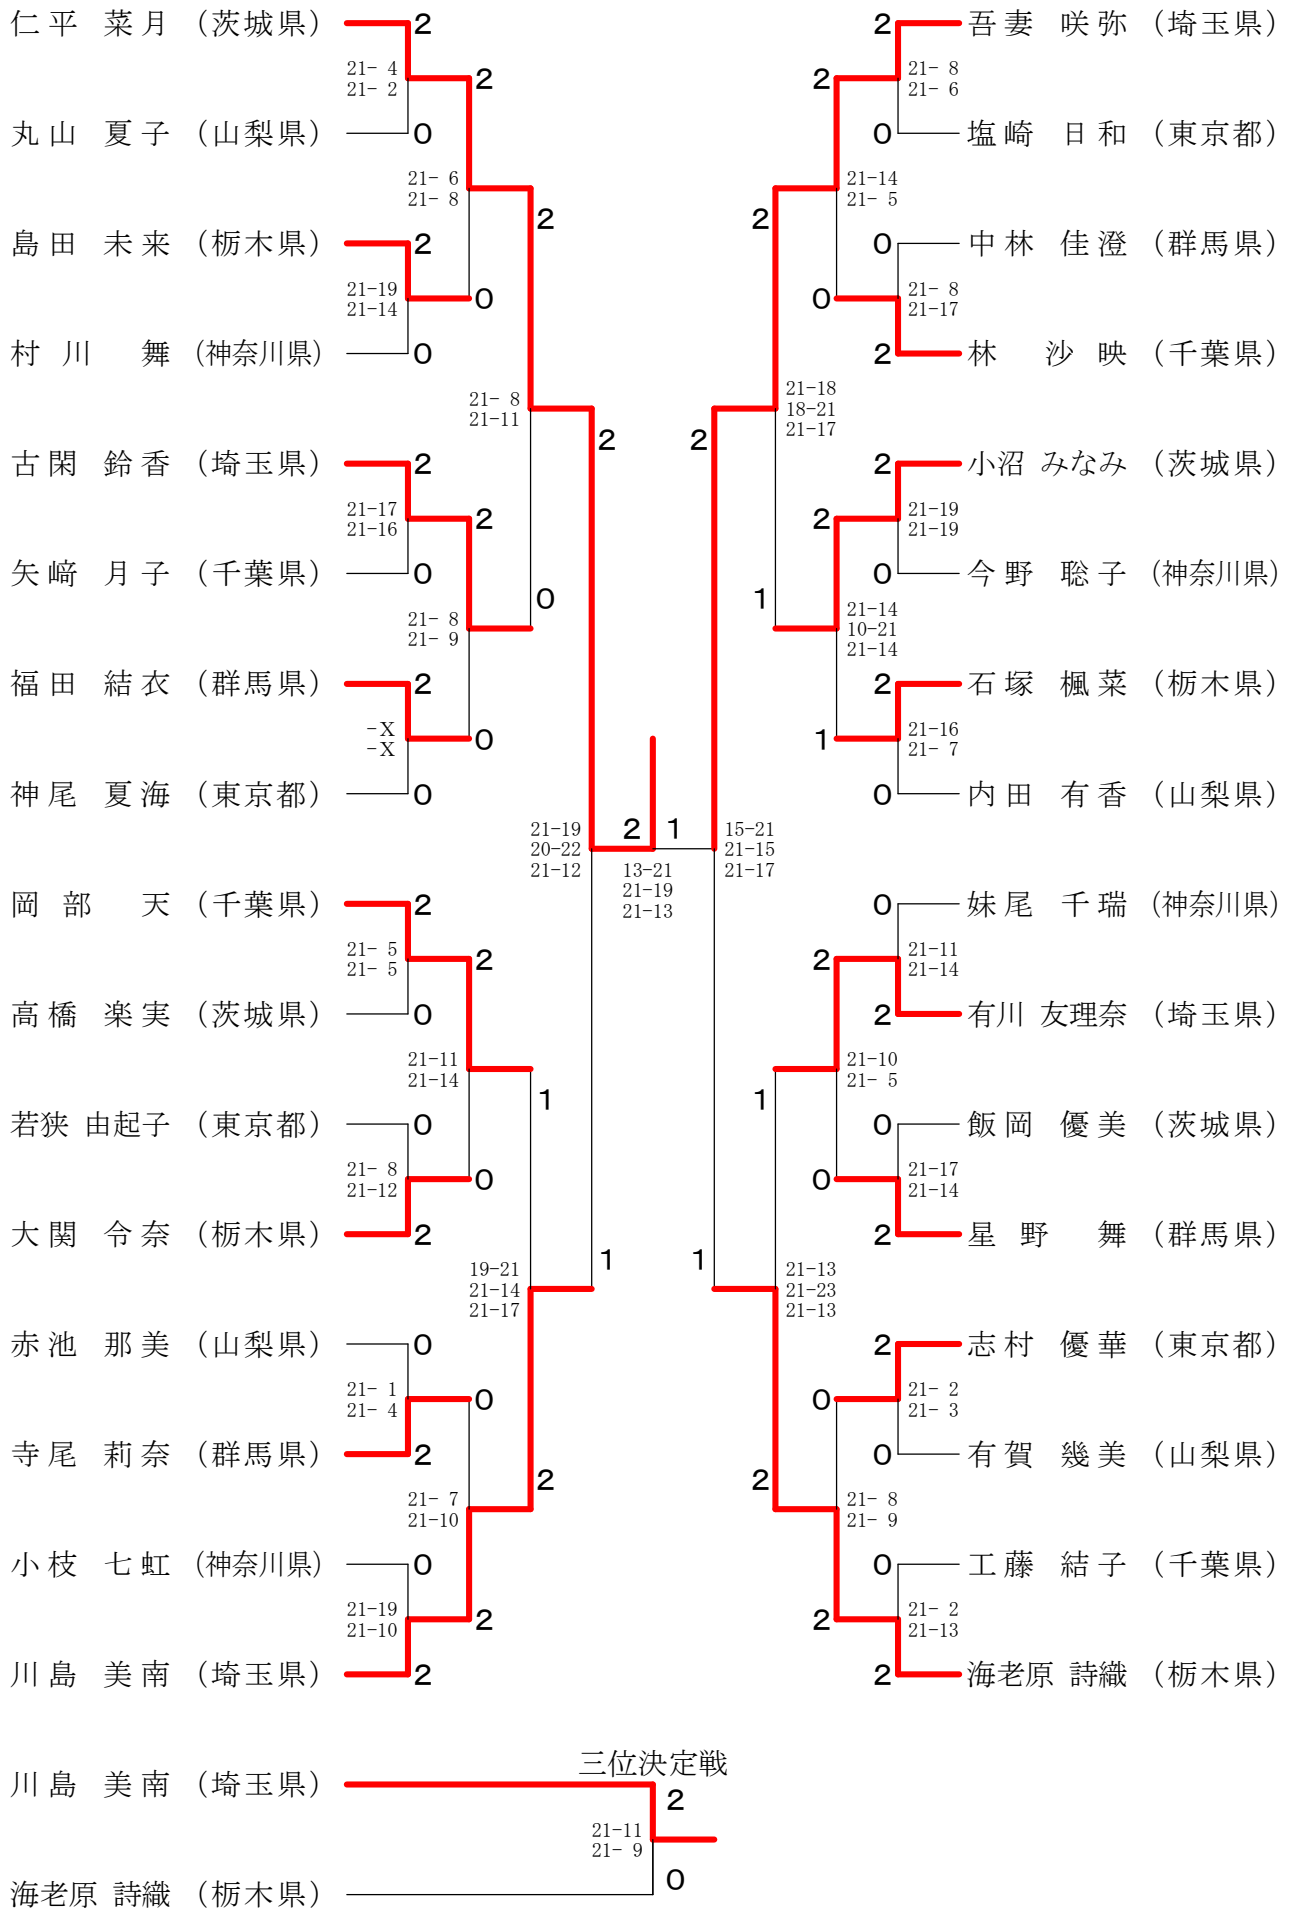 仁平 菜月 (茨城県) 2
21- 4
21- 2
2
丸山 夏子 (山梨県) 0
21- 6
21- 8
2
島田 未来 (栃木県) 2
21-19
21-14
0
村川 舞 (神奈川県) 0
21- 8
21-11
2
古閑 鈴香 (埼玉県) 2
21-17
21-16
2
矢﨑 月子 (千葉県) 0
21- 8
21- 9
0
福田 結衣 (群馬県) 2
-X
-X
0
神尾 夏海 (東京都) 0
21-19
20-22
21-12
岡部 天 (千葉県) 2
21- 5
21- 5
2
高橋 楽実 (茨城県) 0
21-11
21-14
1
若狭 由起子 (東京都) 0
21- 8
21-12
0
大関 令奈 (栃木県) 2
19-21
21-14
21-17
1
赤池 那美 (山梨県) 0
21- 1
21- 4
0
寺尾 莉奈 (群馬県) 2
21- 7
21-10
2
小枝 七虹 (神奈川県) 0
21-19
21-10
2
川島 美南 (埼玉県) 2
2 1
13-21
21-19
21-13
2 吾妻 咲弥 (埼玉県)
2
21- 8
21- 6
0 塩崎 日和 (東京都)
2
21-14
21- 5
0 中林 佳澄 (群馬県)
0
21- 8
21-17
2 林 沙映 (千葉県)
2
21-18
18-21
21-17
2 小沼 みなみ (茨城県)
2
21-19
21-19
0 今野 聡子 (神奈川県)
1
21-14
10-21
21-14
2 石塚 楓菜 (栃木県)
1
21-16
21- 7
0 内田 有香 (山梨県)
15-21
21-15
21-17
0 妹尾 千瑞 (神奈川県)
2
21-11
21-14
2 有川 友理奈 (埼玉県)
1
21-10
21- 5
0 飯岡 優美 (茨城県)
0
21-17
21-14
2 星野 舞 (群馬県)
1
21-13
21-23
21-13
2 志村 優華 (東京都)
0
21- 2
21- 3
0 有賀 幾美 (山梨県)
2
21- 8
21- 9
0 工藤 結子 (千葉県)
2
21- 2
21-13
2 海老原 詩織 (栃木県)
三位決定戦
川島 美南 (埼玉県) 2
21-11
21- 9
海老原 詩織 (栃木県) 0